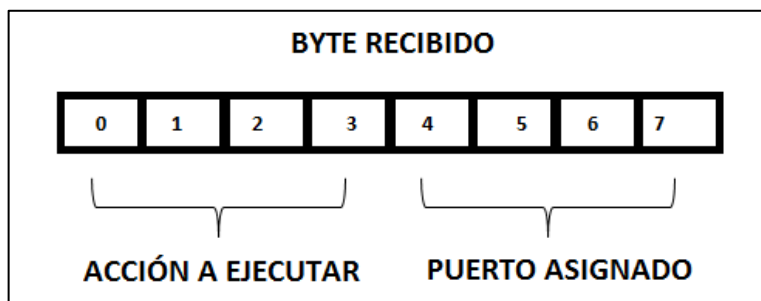 BYTE RECIBIDO
0 1 2 3 4 5 6 7
ACCIÓN A EJECUTAR PUERTO ASIGNADO